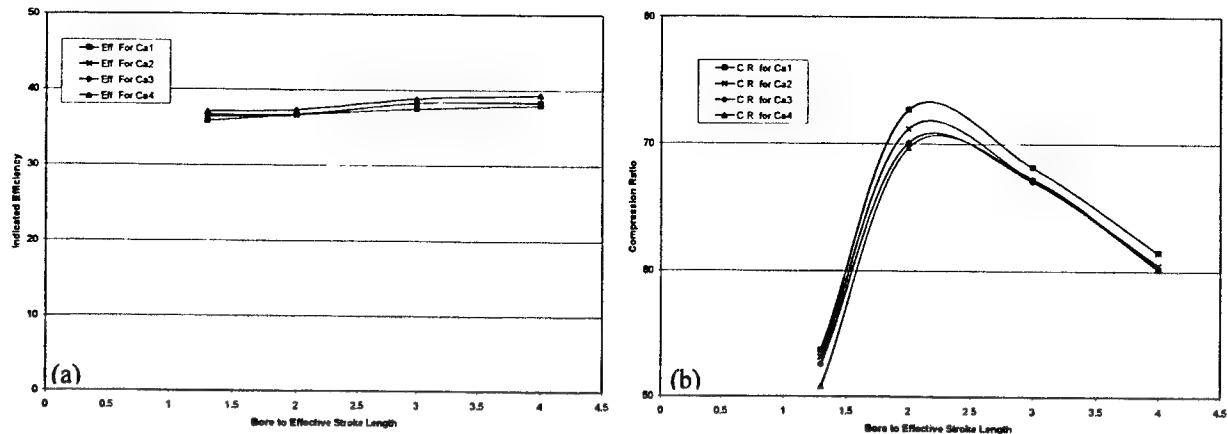 50
40
30
20
10
0
Indicated Efficiency
Eff For Ca1
Eff For Ca2
Eff For Ca3
Eff For Ca4
(a)
0 0.5 1 1.5 2 2.5 3 3.5 4 4.5
Bore to Effective Stroke Length
80
70
60
50
Compression Ratio
C R for Ca1
C R for Ca2
C R for Ca3
C R for Ca4
(b)
0 0.5 1 1.5 2 2.5 3 3.5 4 4.5
Bore to Effective Stroke Length